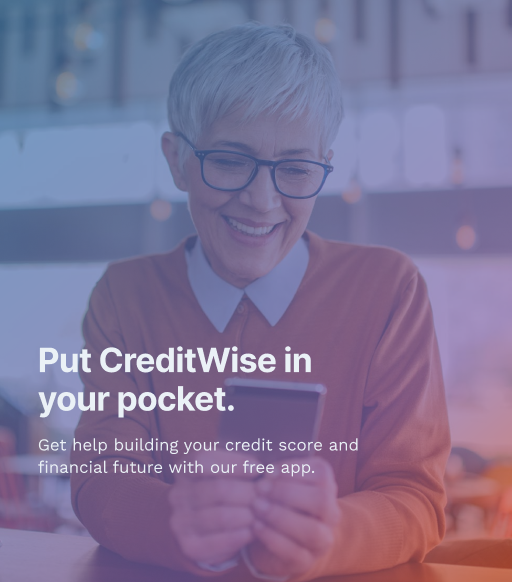 Put CreditWise in
your pocket.
Get help building your credit score and
financial future with our free app.